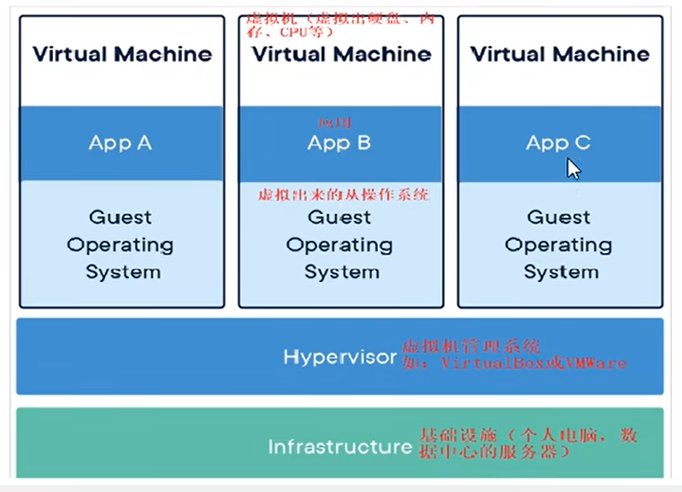 虚拟机（虚拟出硬盘、内
存、CPU等）
Virtual Machine
Virtual Machine
Virtual Machine
App A
应用
App B
App C
虚拟出来的从操作系统
Guest
Operating
System
Guest
Operating
System
Guest
Operating
System
Hypervisor
虚拟机管理系统
如：VirtualBox或VMWare
Infrastructure
基础设施（个人电脑，数
据中心的服务器）